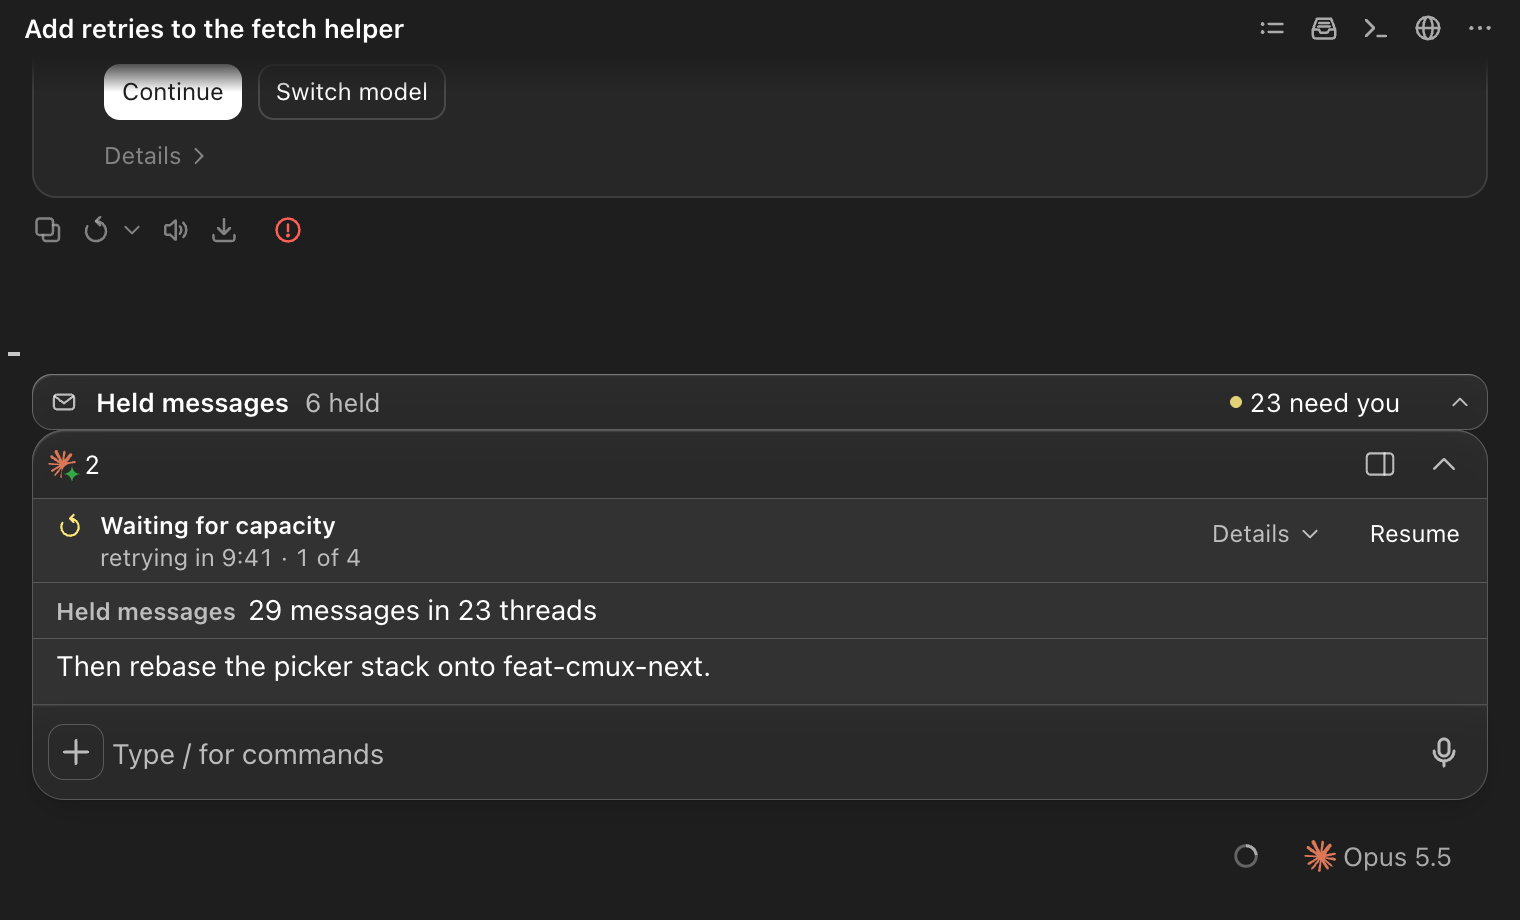 Add retries to the fetch helper
Continue
Switch model
Details
Held messages 6 held
23 need you
2
Waiting for capacity
retrying in 9:41 · 1 of 4
Details
Resume
Held messages 29 messages in 23 threads
Then rebase the picker stack onto feat-cmux-next.
Type / for commands
Opus 5.5